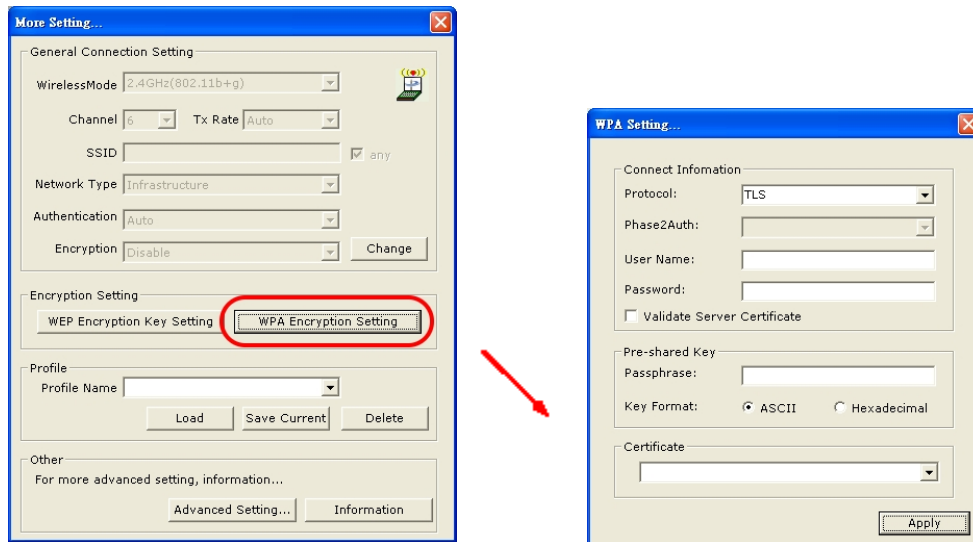 More Setting...
General Connection Setting
WirelessMode 2.4GHz(802.11b+g)
Channel 6 Tx Rate Auto
SSID any
Network Type Infrastructure
Authentication Auto
Encryption Disable Change
Encryption Setting
WEP Encryption Key Setting WPA Encryption Setting
Profile
Profile Name
Load Save Current Delete
Other
For more advanced setting, information...
Advanced Setting... Information
WPA Setting...
Connect Infomation
Protocol: TLS
Phase2Auth:
User Name:
Password:
Validate Server Certificate
Pre-shared Key
Passphrase:
Key Format: ASCII Hexadecimal
Certificate
Apply